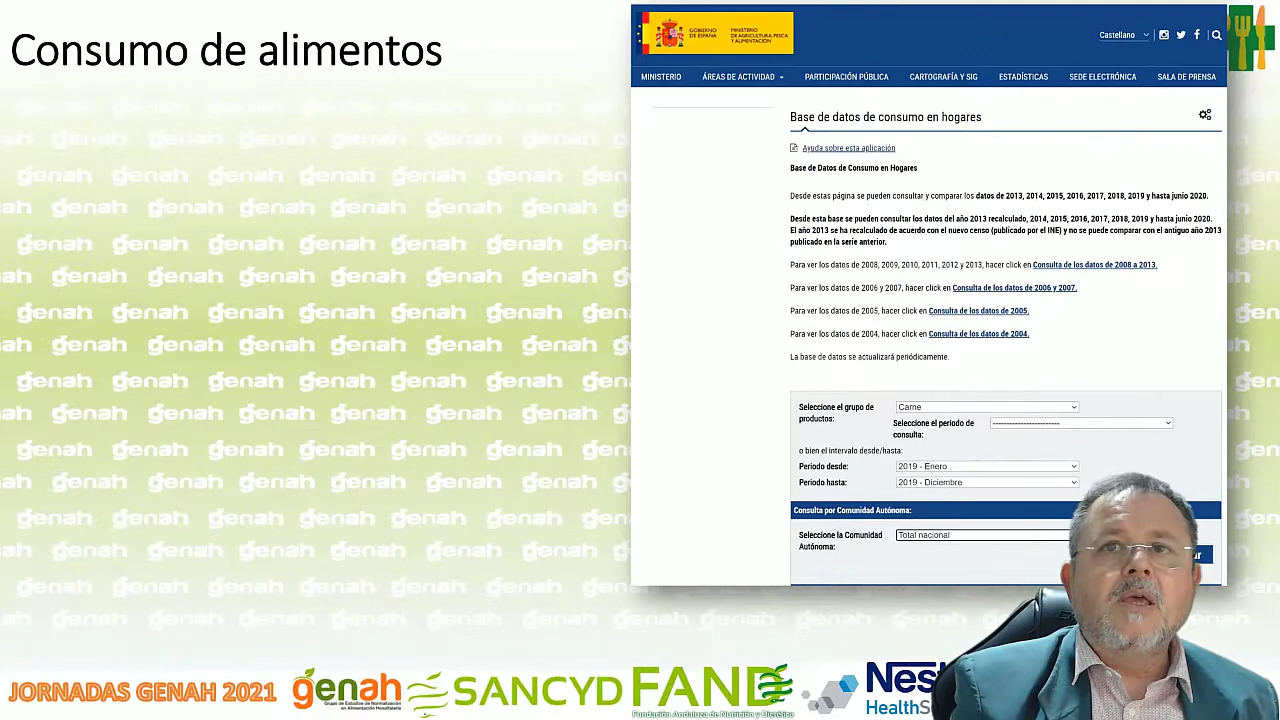 Consumo de alimentos
GOBIERNO
DE ESPAÑA
MINISTERIO
DE AGRICULTURA, PESCA
Y ALIMENTACIÓN
Castellano
MINISTERIO ÁREAS DE ACTIVIDAD PARTICIPACIÓN PÚBLICA CARTOGRAFÍA Y SIG ESTADÍSTICAS SEDE ELECTRÓNICA SALA DE PRENSA
Base de datos de consumo en hogares
Ayuda sobre esta aplicación
Base de Datos de Consumo en Hogares
Desde estas página se pueden consultar y comparar los datos de 2013, 2014, 2015, 2016, 2017, 2018, 2019 y hasta junio 2020.
Desde esta base se pueden consultar los datos del año 2013 recalculado, 2014, 2015, 2016, 2017, 2018, 2019 y hasta junio 2020.
El año 2013 se ha recalculado de acuerdo con el nuevo censo (publicado por el INE) y no se puede comparar con el antiguo año 2013
publicado en la serie anterior.
Para ver los datos de 2008, 2009, 2010, 2011, 2012 y 2013, hacer click en Consulta de los datos de 2008 a 2013.
Para ver los datos de 2006 y 2007, hacer click en Consulta de los datos de 2006 y 2007.
Para ver los datos de 2005, hacer click en Consulta de los datos de 2005.
Para ver los datos de 2004, hacer click en Consulta de los datos de 2004.
La base de datos se actualizará periódicamente.
Seleccione el grupo de
productos:
Carne
Seleccione el periodo de
consulta:
-----------------------
o bien el intervalo desde/hasta:
Periodo desde: 2019 - Enero
Periodo hasta: 2019 - Diciembre
Consulta por Comunidad Autónoma:
Seleccione la Comunidad
Autónoma:
Total nacional
JORNADAS GENAH 2021
genah
Grupo de Estudios de Normalización
en Alimentación Hospitalaria
SANCYD
FAND
Fundación Andaluza de Nutrición y Dietética